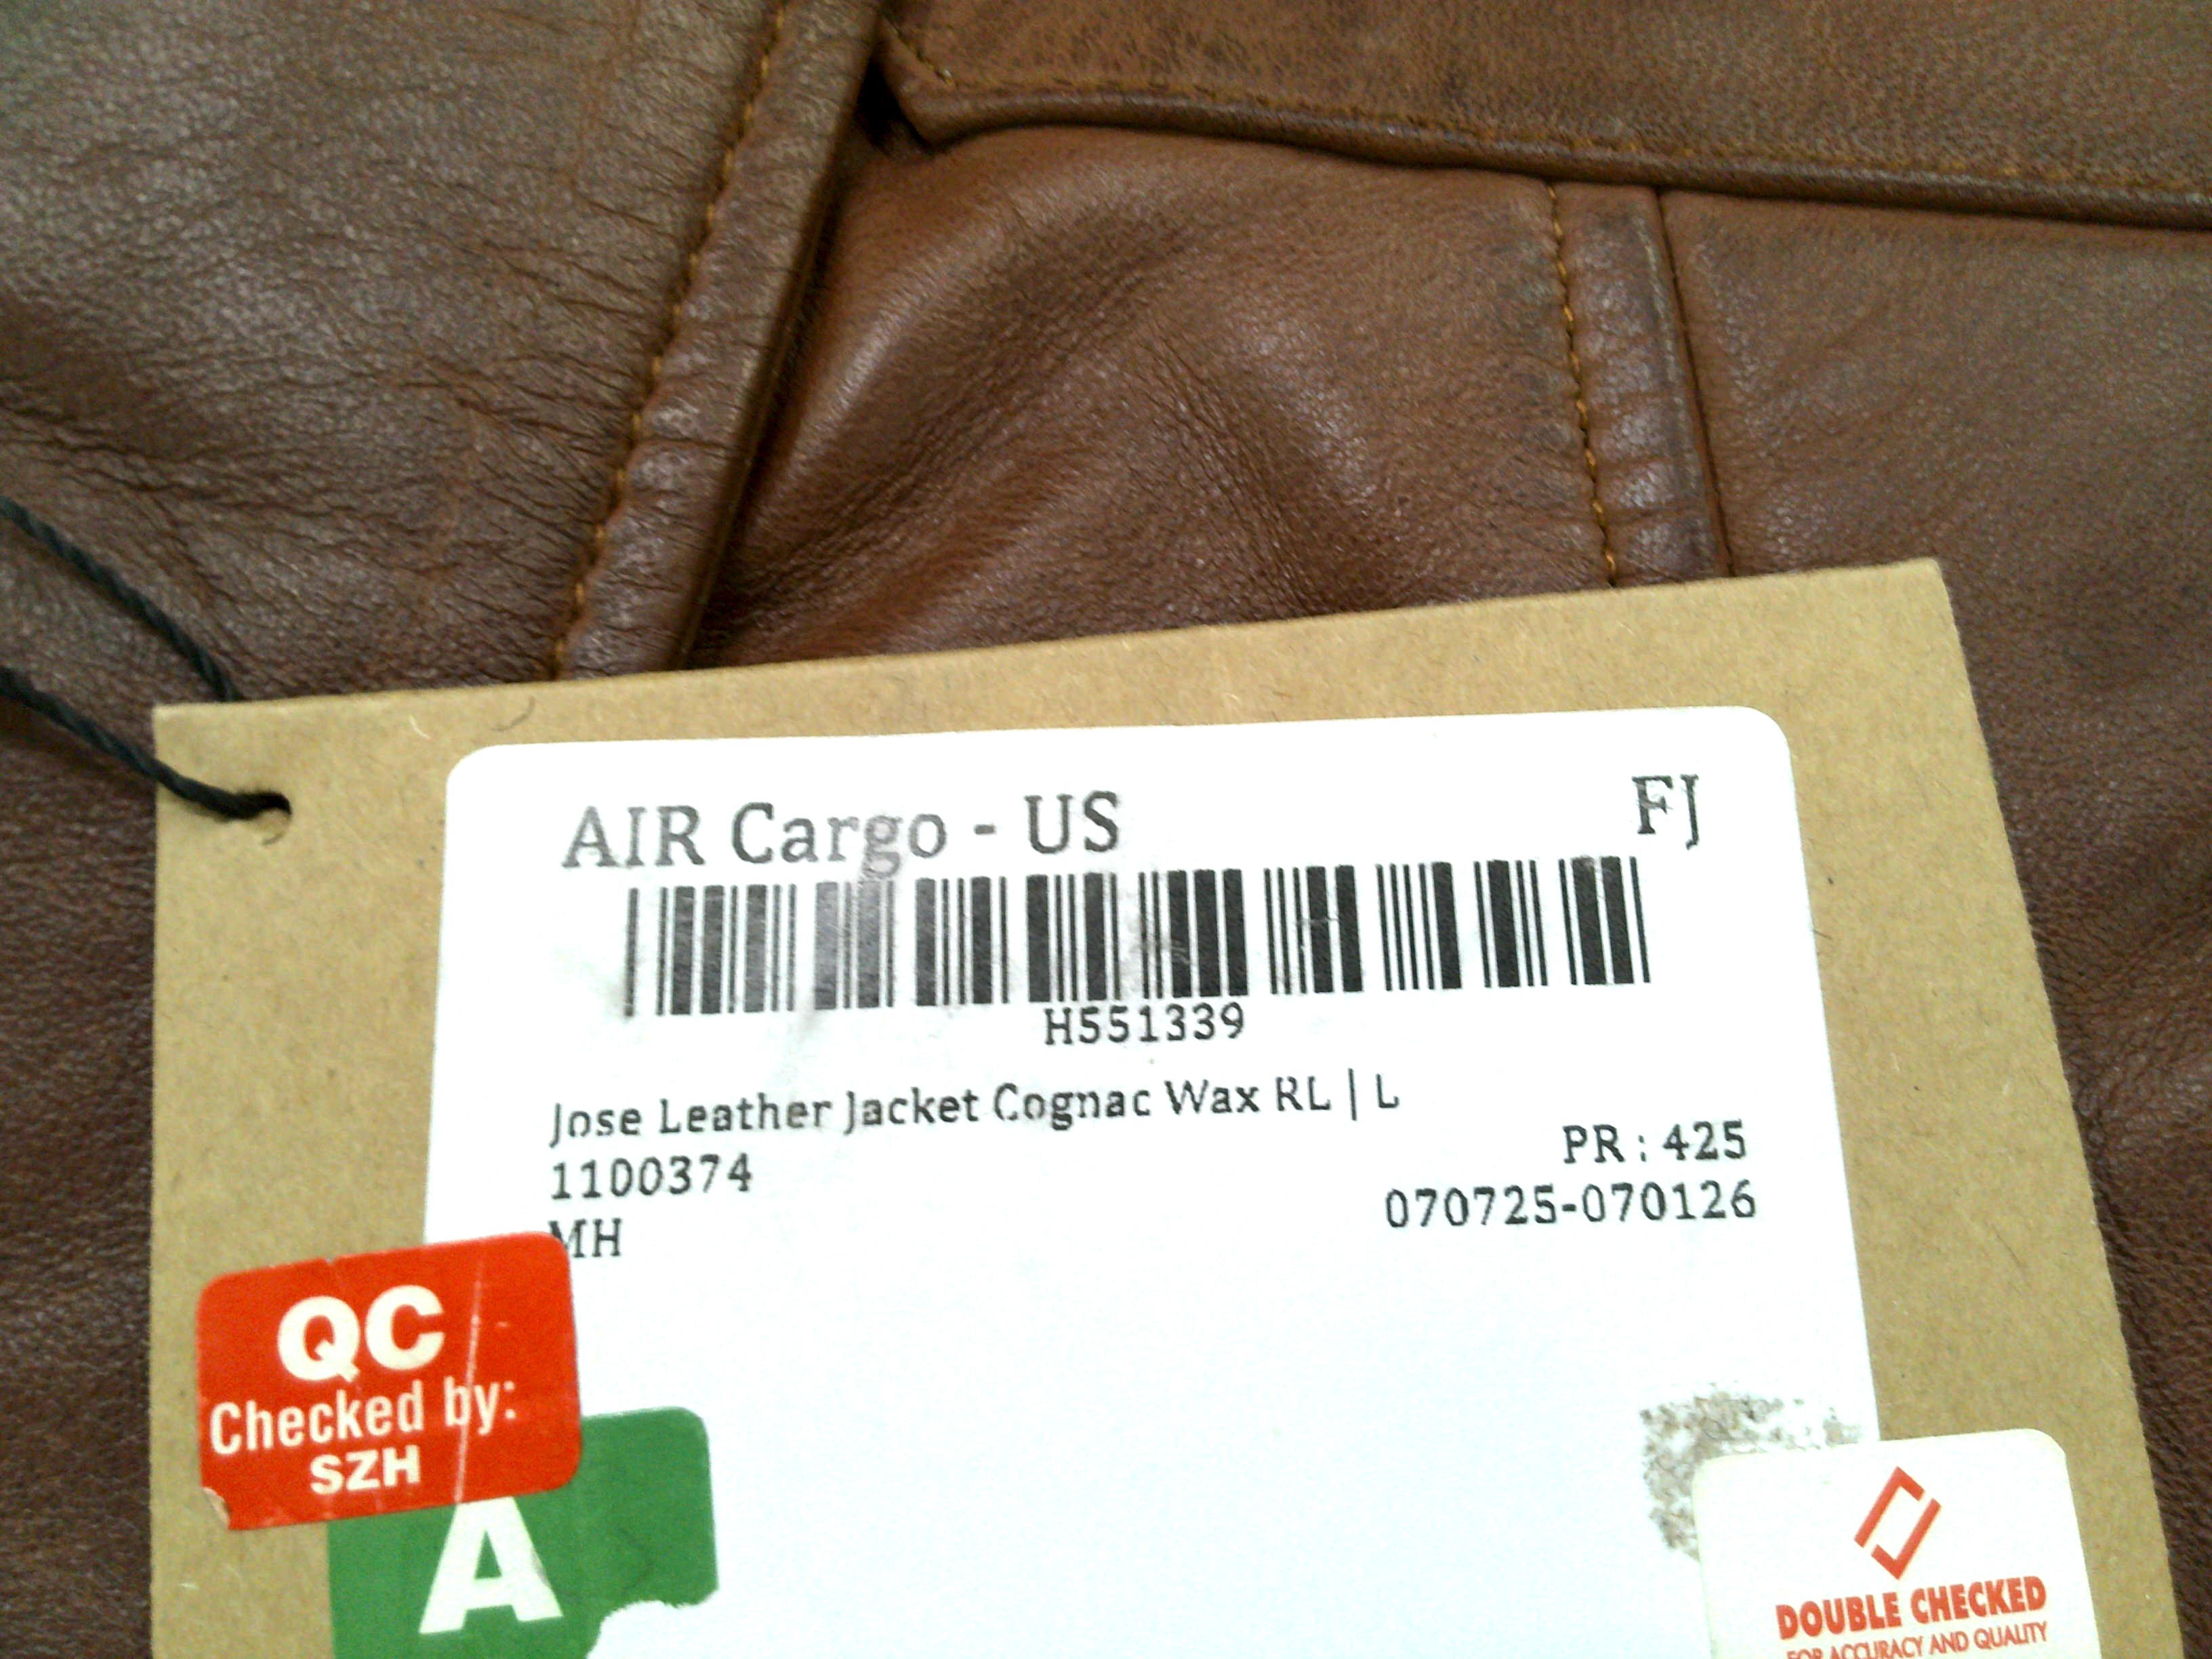 AIR Cargo - US FJ
H551339
Jose Leather Jacket Cognac Wax RL | L
1100374 PR : 425
MH 070725-070126
QC
Checked by:
SZH
A
DOUBLE CHECKED
FOR ACCURACY AND QUALITY